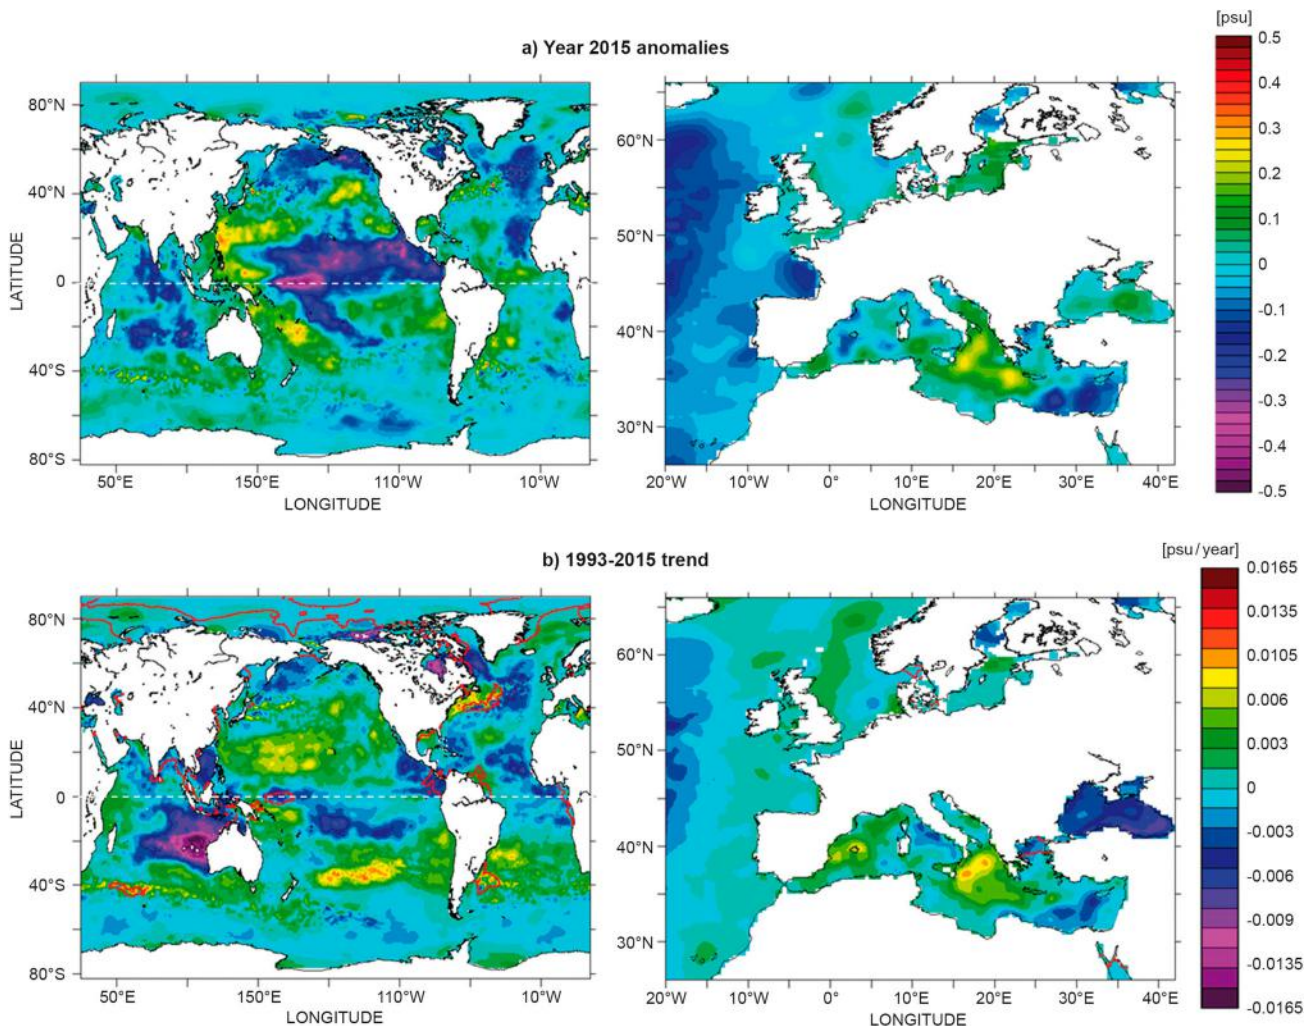 [psu]
a) Year 2015 anomalies
0.5
0.4
0.3
0.2
0.1
0
-0.1
-0.2
-0.3
-0.4
-0.5
LATITUDE
80°N
40°N
0
40°S
80°S
50°E 150°E 110°W 10°W
LONGITUDE
60°N
50°N
40°N
30°N
20°W 10°W 0° 10°E 20°E 30°E 40°E
LONGITUDE
b) 1993-2015 trend
[psu/year]
0.0165
0.0135
0.0105
0.006
0.003
0
-0.003
-0.006
-0.009
-0.0135
-0.0165
LATITUDE
80°N
40°N
0
40°S
80°S
50°E 150°E 110°W 10°W
LONGITUDE
60°N
50°N
40°N
30°N
20°W 10°W 0° 10°E 20°E 30°E 40°E
LONGITUDE